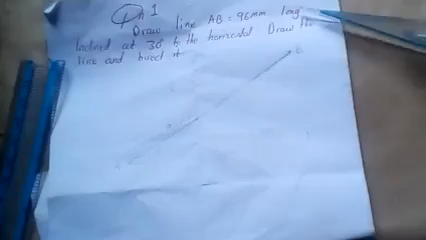 Qn 1
Draw line AB = 96mm long
Inclined at 30° to the horizontal Draw the
line and bisect it
B